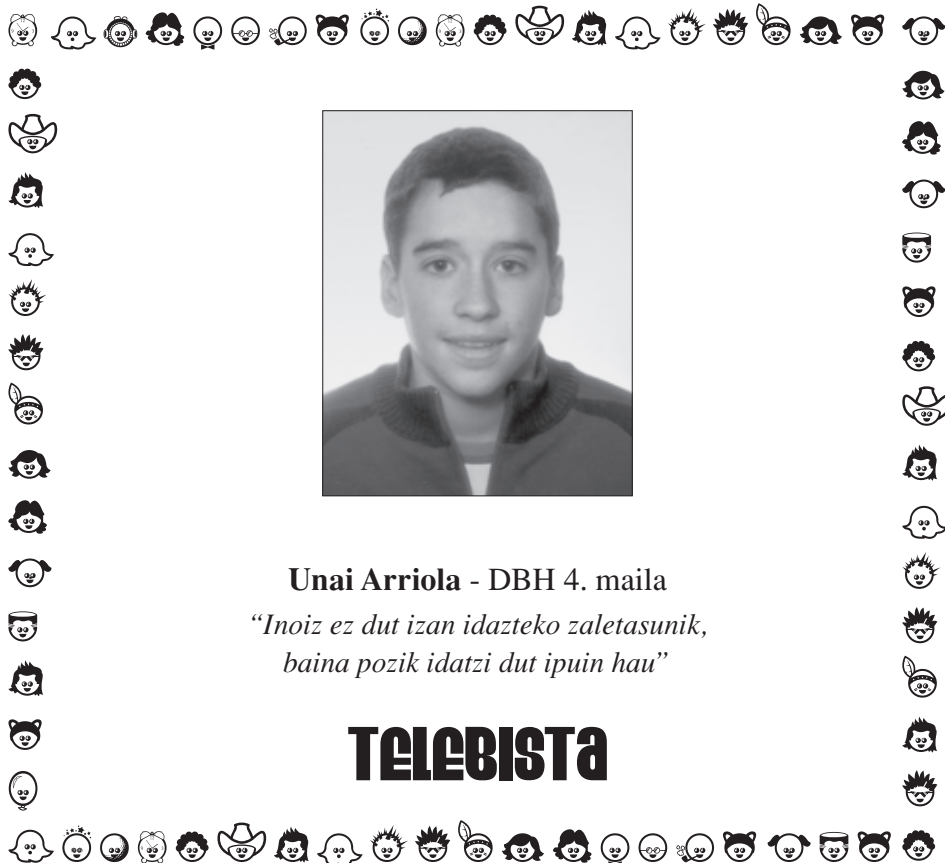 Unai Arriola - DBH 4. maila
“Inoiz ez dut izan idazteko zaletasunik,
baina pozik idatzi dut ipuin hau”
TELEBISTa